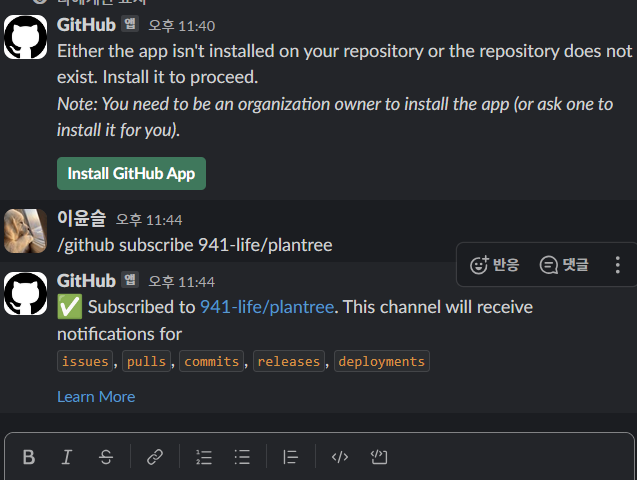 GitHub 앱 오후 11:40
Either the app isn't installed on your repository or the repository does not
exist. Install it to proceed.
Note: You need to be an organization owner to install the app (or ask one to
install it for you).
Install GitHub App
이윤슬 오후 11:44
/github subscribe 941-life/plantree
반응 댓글
GitHub 앱 오후 11:44
Subscribed to 941-life/plantree. This channel will receive
notifications for
issues, pulls, commits, releases, deployments
Learn More
B I S